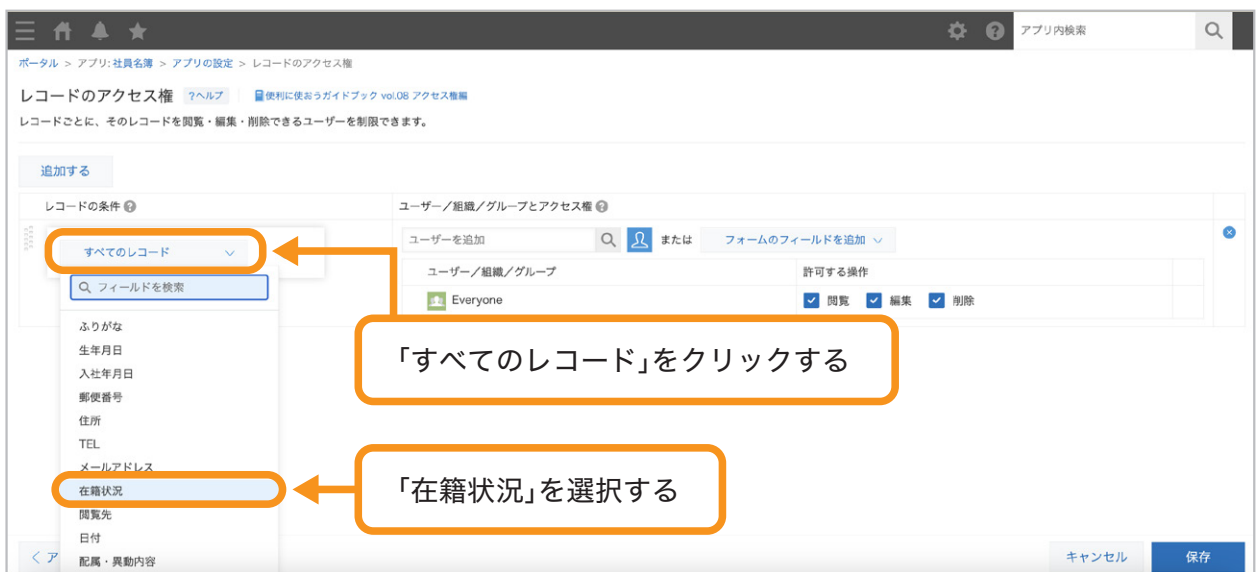 アプリ内検索
ポータル > アプリ: 社員名簿 > アプリの設定 > レコードのアクセス権
レコードのアクセス権 ?ヘルプ 便利に使おうガイドブック vol.08 アクセス権編
レコードごとに、そのレコードを閲覧・編集・削除できるユーザーを制限できます。
追加する
レコードの条件 ユーザー／組織／グループとアクセス権
すべてのレコード ユーザーを追加 または フォームのフィールドを追加
フィールドを検索 ユーザー／組織／グループ 許可する操作
Everyone 閲覧 編集 削除
ふりがな
生年月日
入社年月日
郵便番号
住所
TEL
メールアドレス
在籍状況
閲覧先
日付
配属・異動内容
「すべてのレコード」をクリックする
「在籍状況」を選択する
< ア キャンセル 保存